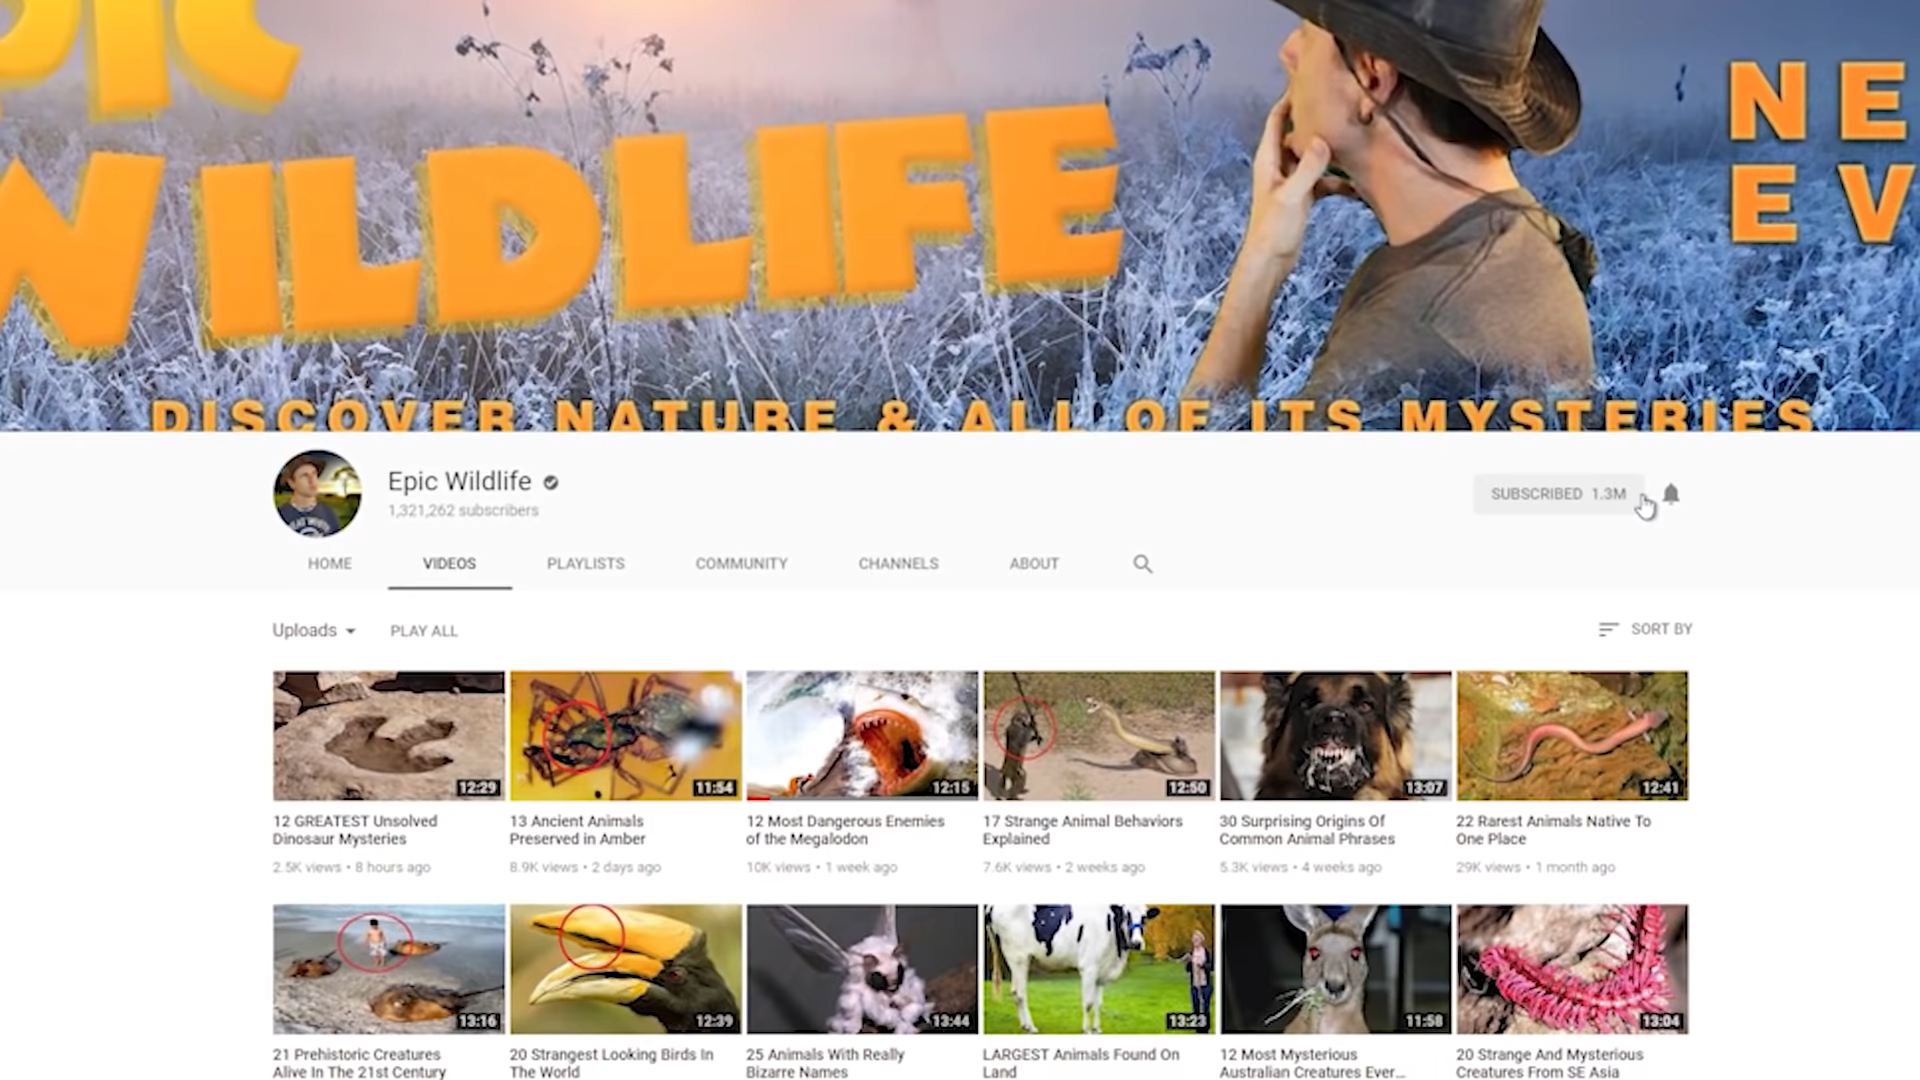 WILDLIFE
NE
EV
DISCOVER NATURE & ALL OF ITS MYSTERIES
Epic Wildlife
1,321,262 subscribers
SUBSCRIBED 1.3M
HOME VIDEOS PLAYLISTS COMMUNITY CHANNELS ABOUT
Uploads PLAY ALL SORT BY
12:29 11:54 12:15 12:50 13:07 12:41
12 GREATEST Unsolved
Dinosaur Mysteries
2.5K views • 8 hours ago
13 Ancient Animals
Preserved in Amber
8.9K views • 2 days ago
12 Most Dangerous Enemies
of the Megalodon
10K views • 1 week ago
17 Strange Animal Behaviors
Explained
7.6K views • 2 weeks ago
30 Surprising Origins Of
Common Animal Phrases
5.3K views • 4 weeks ago
22 Rarest Animals Native To
One Place
29K views • 1 month ago
13:16 12:39 13:44 13:23 11:58 13:04
21 Prehistoric Creatures
Alive In The 21st Century
20 Strangest Looking Birds In
The World
25 Animals With Really
Bizarre Names
LARGEST Animals Found On
Land
12 Most Mysterious
Australian Creatures Ever...
20 Strange And Mysterious
Creatures From SE Asia